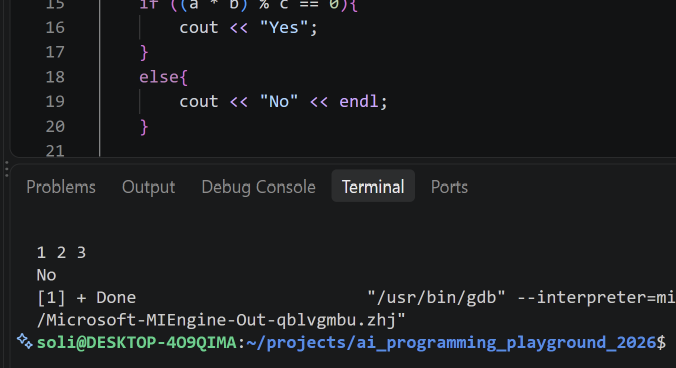 15 if ((a * b) % c == 0){
16 cout << "Yes";
17 }
18 else{
19 cout << "No" << endl;
20 }
21
Problems Output Debug Console Terminal Ports
1 2 3
No
[1] + Done "/usr/bin/gdb" --interpreter=mi
/Microsoft-MIEngine-Out-qblvgmbu.zhj"
soli@DESKTOP-4O9QIMA:~/projects/ai_programming_playground_2026$